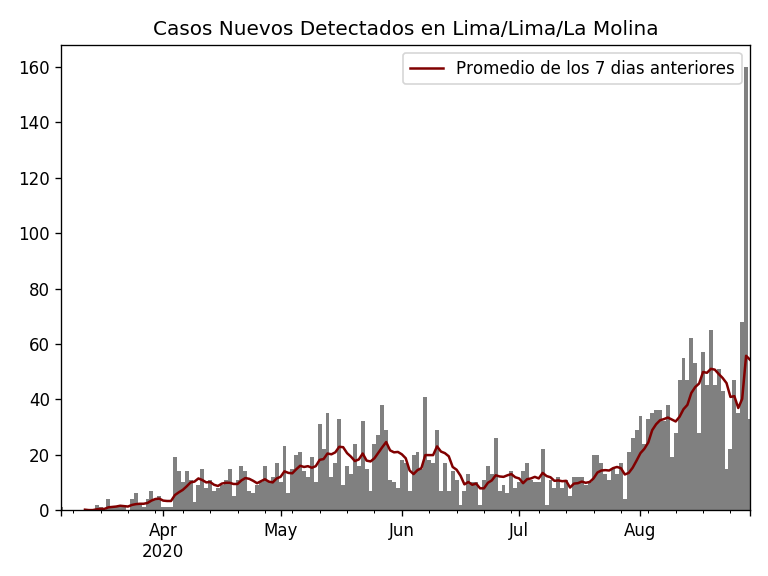 Casos Nuevos Detectados en Lima/Lima/La Molina
Promedio de los 7 dias anteriores
160
140
120
100
80
60
40
20
0
Apr
2020
May
Jun
Jul
Aug